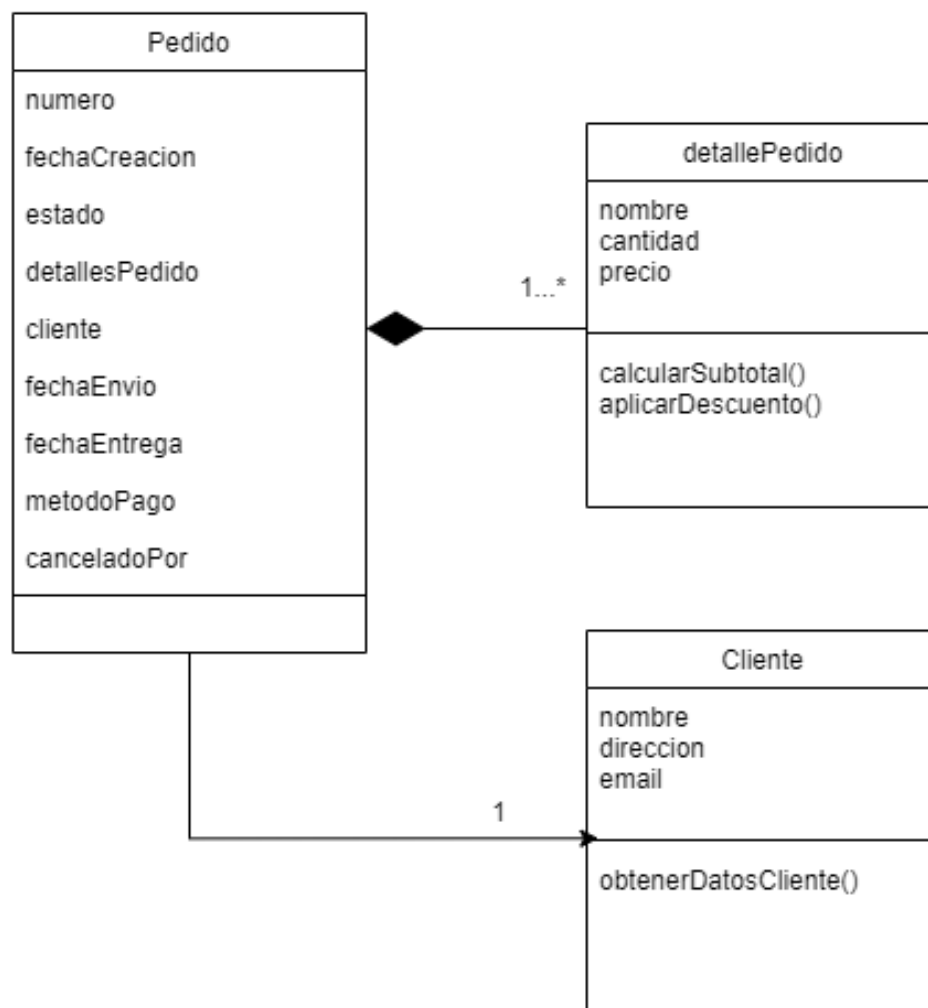 Pedido
numero
fechaCreacion
estado
detallesPedido
cliente
fechaEnvio
fechaEntrega
metodoPago
canceladoPor
1...*
detallePedido
nombre
cantidad
precio
calcularSubtotal()
aplicarDescuento()
1
Cliente
nombre
direccion
email
obtenerDatosCliente()